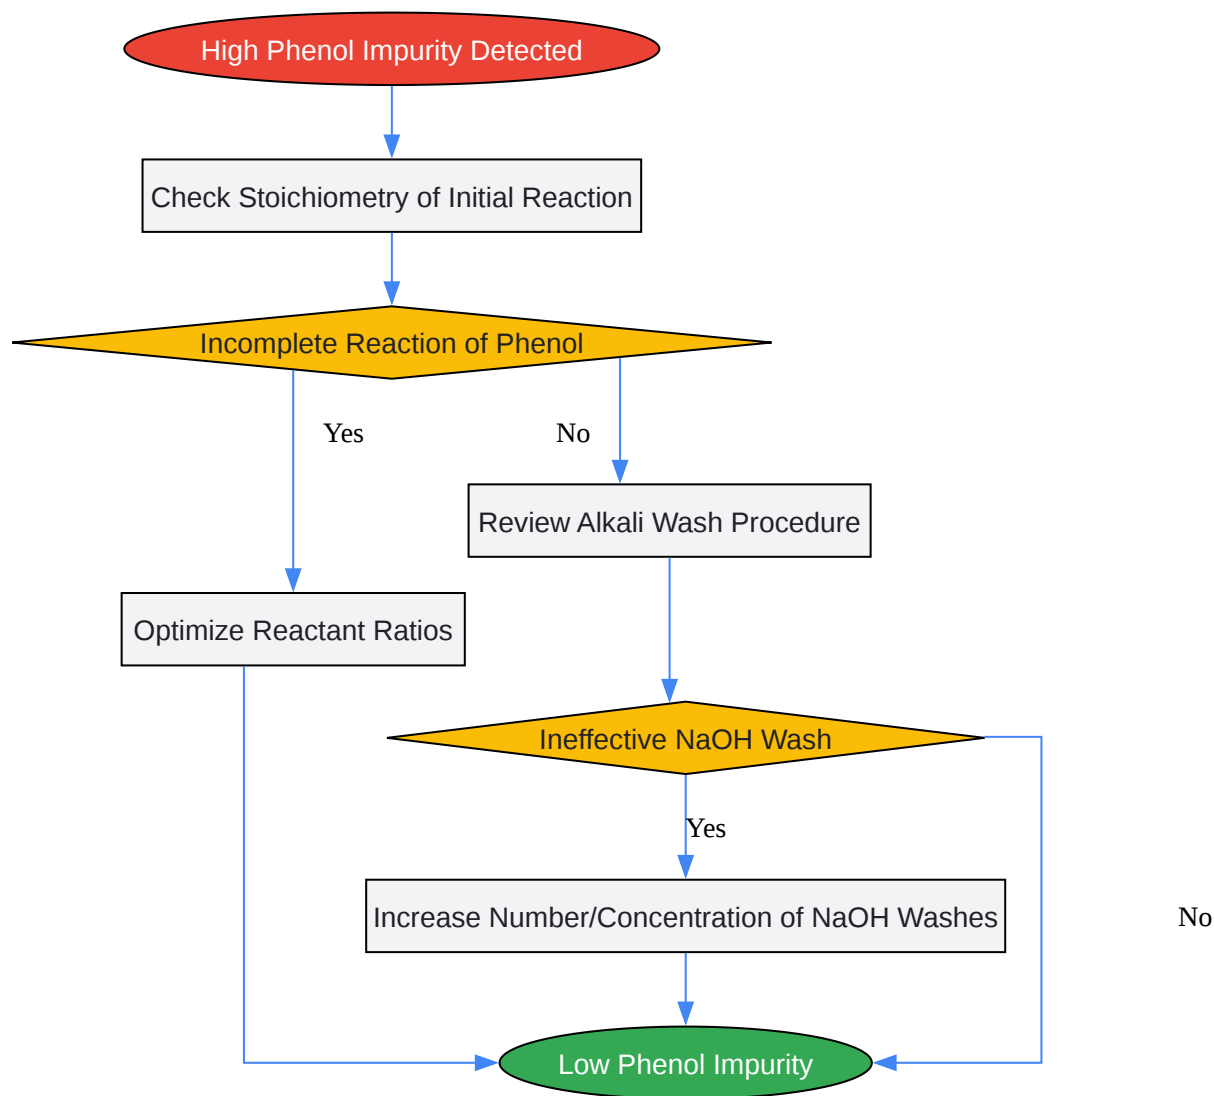 High Phenol Impurity Detected
Check Stoichiometry of Initial Reaction
Incomplete Reaction of Phenol
Yes
No
Review Alkali Wash Procedure
Optimize Reactant Ratios
Ineffective NaOH Wash
Yes
Increase Number/Concentration of NaOH Washes
No
Low Phenol Impurity